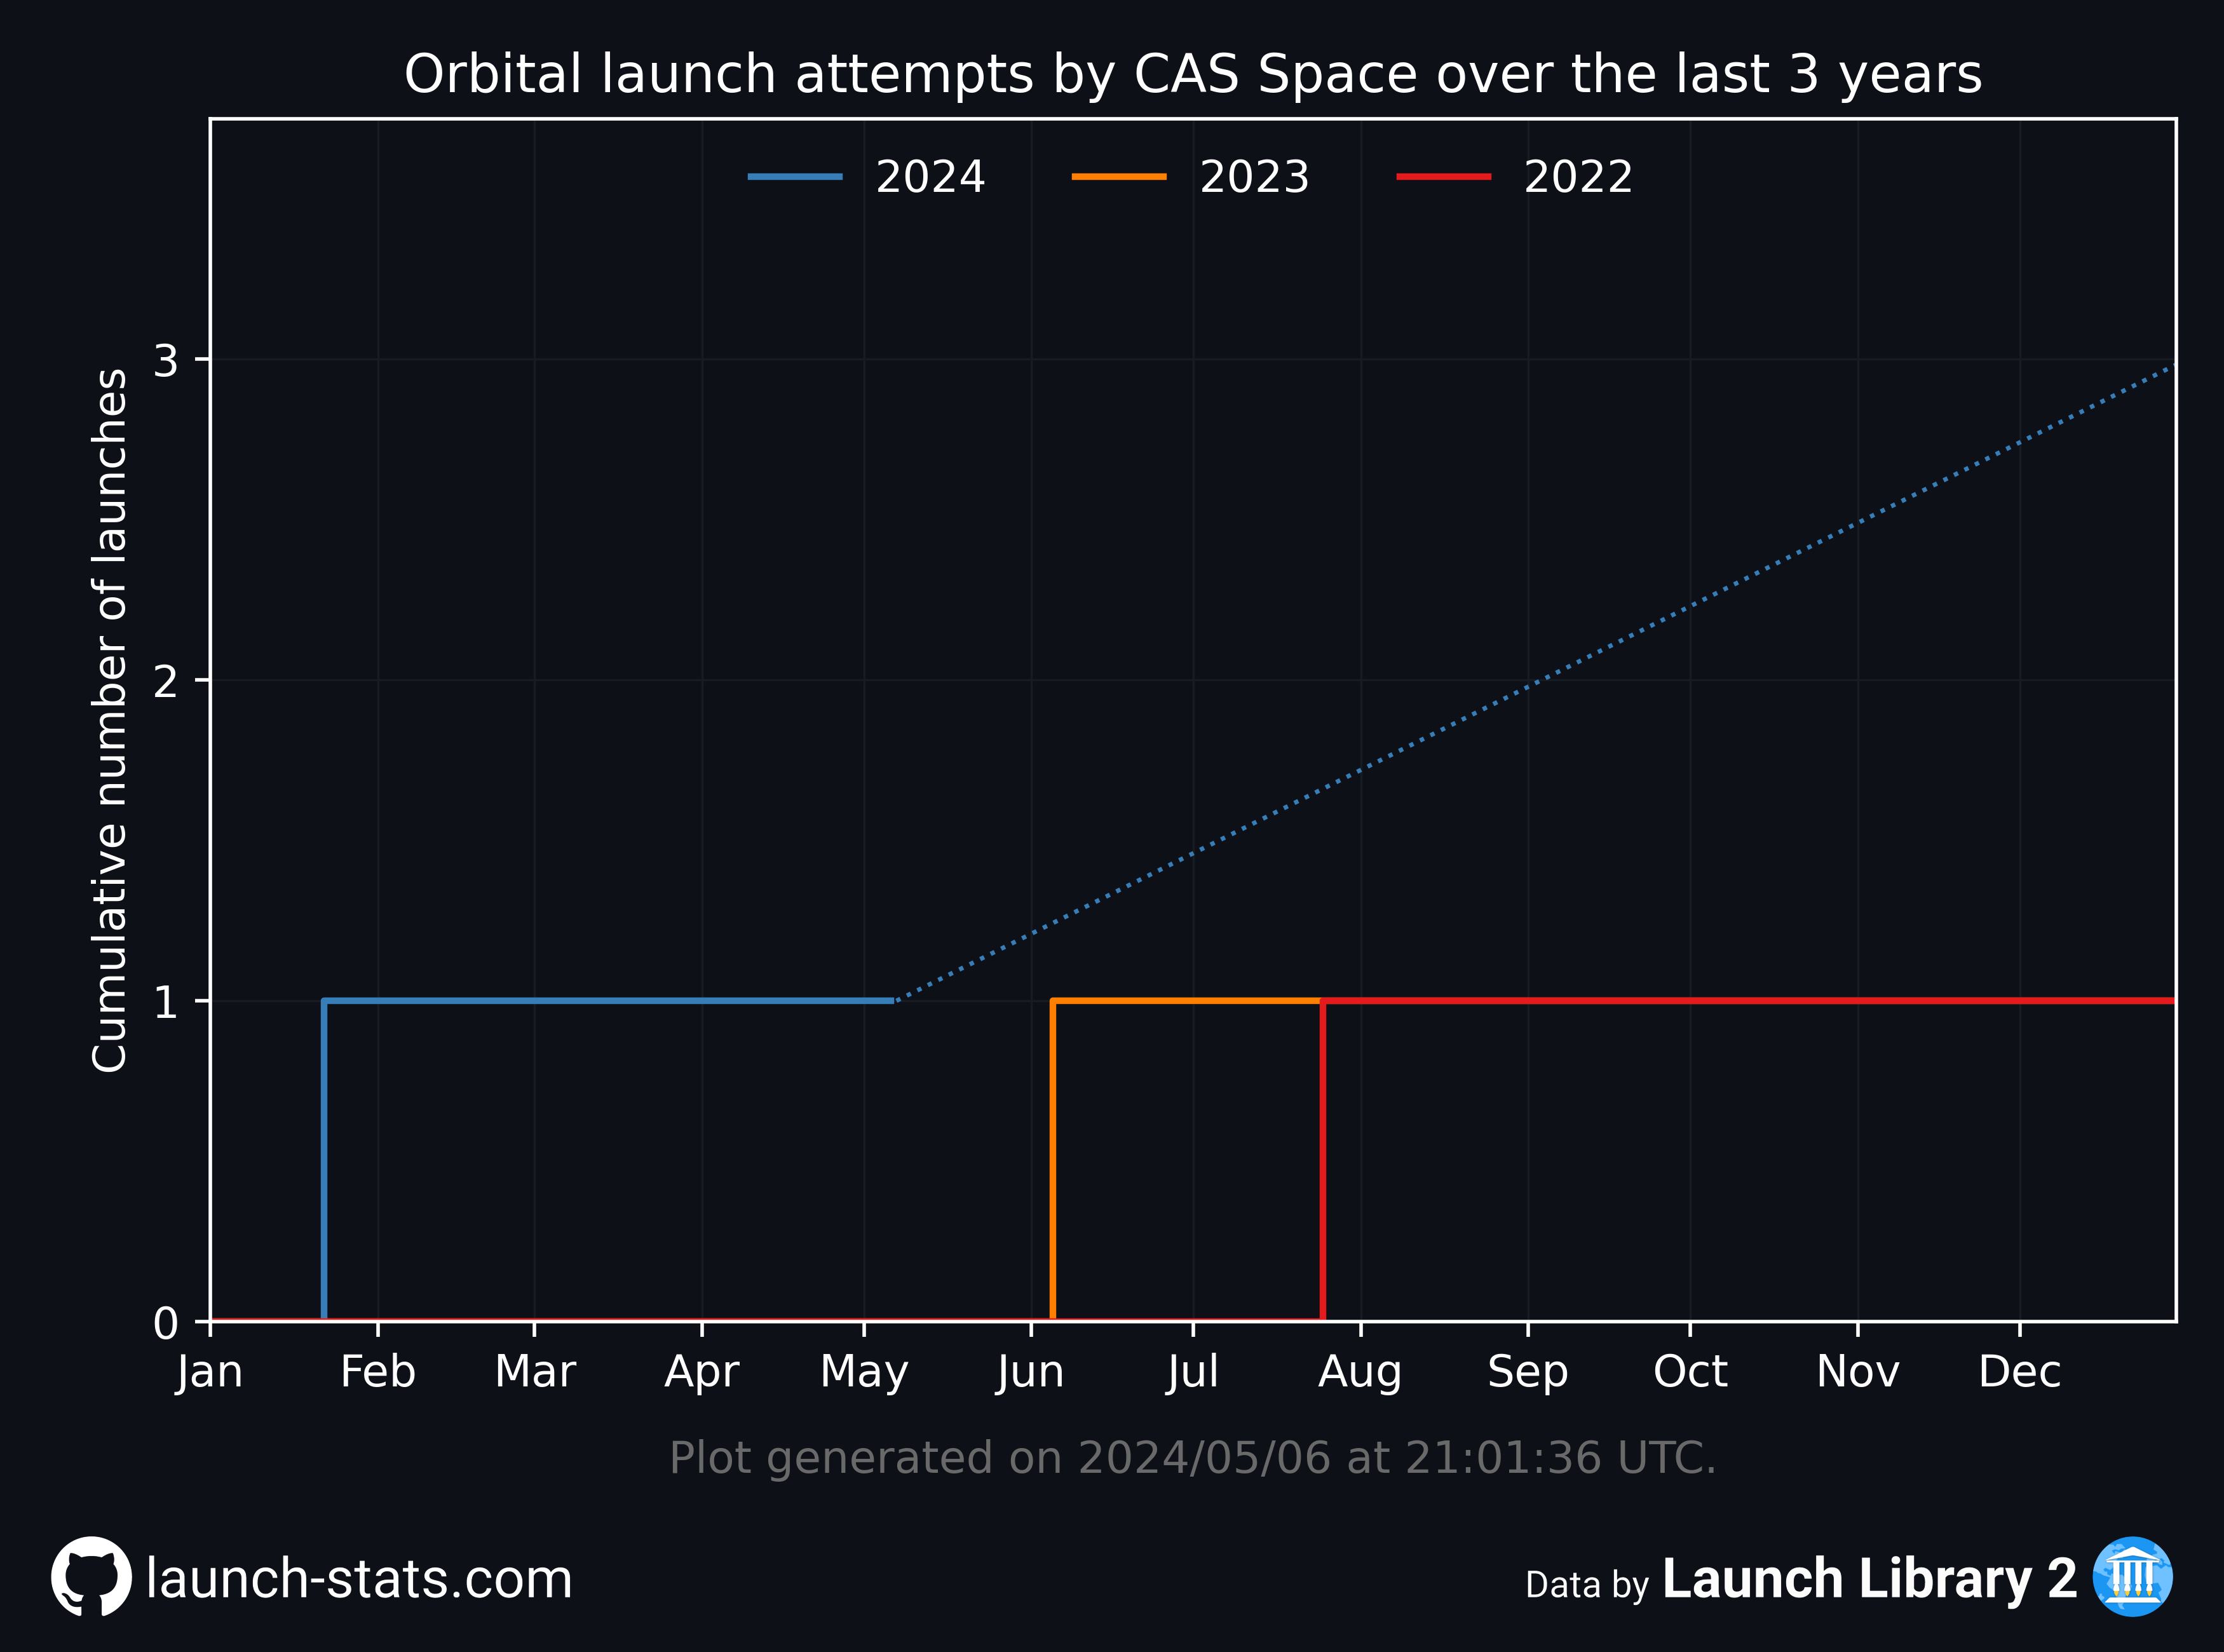 Orbital launch attempts by CAS Space over the last 3 years
2024 2023 2022
Cumulative number of launches
3
2
1
0
Jan Feb Mar Apr May Jun Jul Aug Sep Oct Nov Dec
Plot generated on 2024/05/06 at 21:01:36 UTC.
launch-stats.com
Data by Launch Library 2